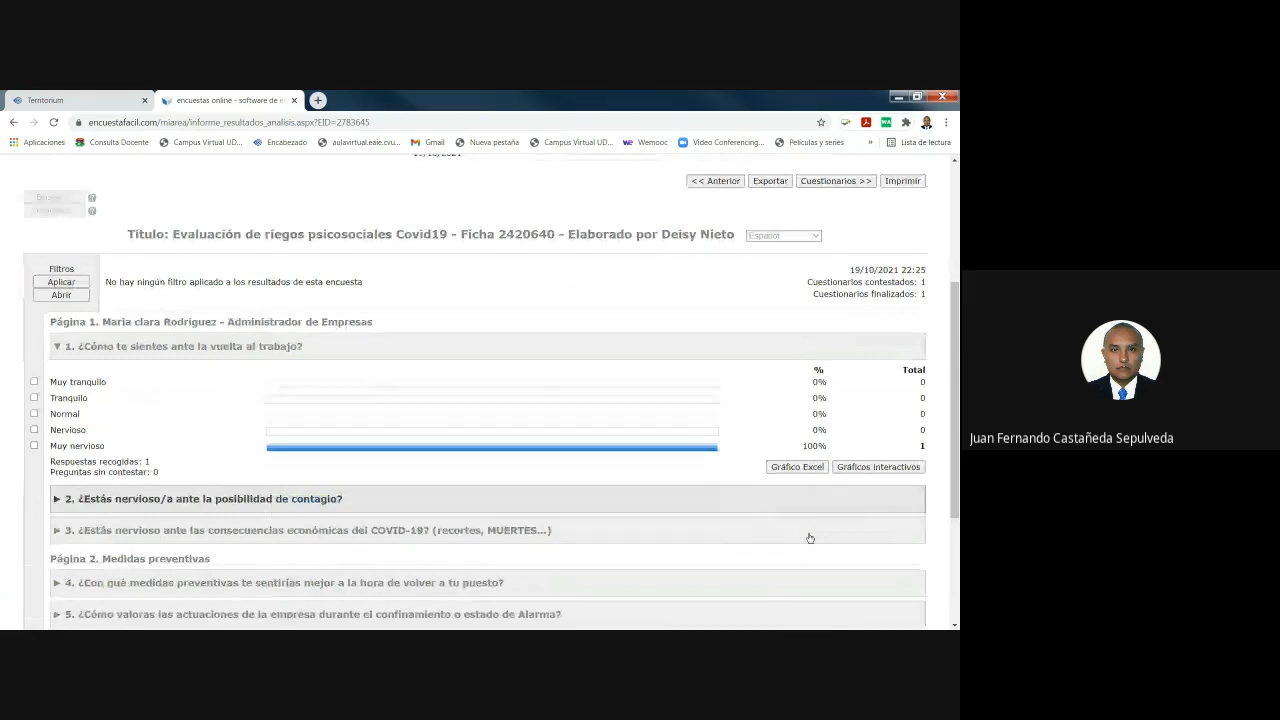 Territorium
encuestas online - software de e
encuestafacil.com/miarea/informe_resultados_analisis.aspx?EID=2783645
Aplicaciones Consulta Docente Campus Virtual UD... Encabezado aulavirtual.eaie.cvu... Gmail Nueva pestaña Campus Virtual UD... Wemooc Video Conferencing,... Películas y series » Lista de lectura
<< Anterior Exportar Cuestionarios >> Imprimir
Título: Evaluación de riegos psicosociales Covid19 - Ficha 2420640 - Elaborado por Deisy Nieto Español
Filtros
Aplicar
Abrir
No hay ningún filtro aplicado a los resultados de esta encuesta
19/10/2021 22:25
Cuestionarios contestados: 1
Cuestionarios finalizados: 1
Página 1. Maria clara Rodriguez - Administrador de Empresas
1. ¿Cómo te sientes ante la vuelta al trabajo?
% Total
Muy tranquilo 0% 0
Tranquilo 0% 0
Normal 0% 0
Nervioso 0% 0
Muy nervioso 100% 1
Respuestas recogidas: 1
Preguntas sin contestar: 0
Gráfico Excel Gráficos interactivos
2. ¿Estás nervioso/a ante la posibilidad de contagio?
3. ¿Estás nervioso ante las consecuencias económicas del COVID-19? (recortes, MUERTES...)
Página 2. Medidas preventivas
4. ¿Con qué medidas preventivas te sentirías mejor a la hora de volver a tu puesto?
5. ¿Cómo valoras las actuaciones de la empresa durante el confinamiento o estado de Alarma?
Juan Fernando Castañeda Sepulveda